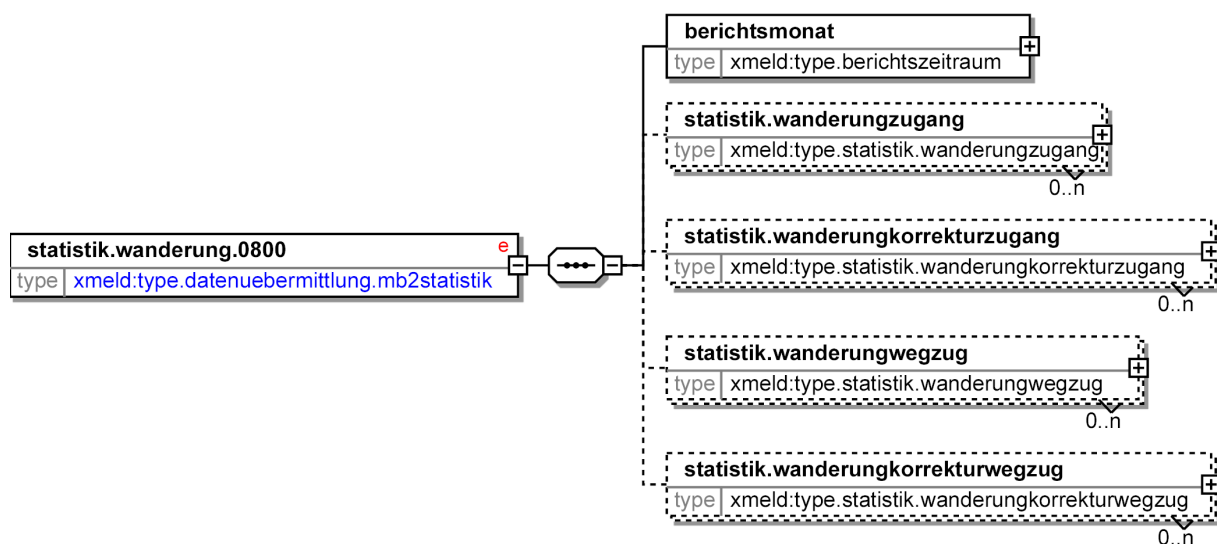 berichtsmonat
type xmeld:type.berichtszeitraum
statistik.wanderungzugang
type xmeld:type.statistik.wanderungzugang
0..n
statistik.wanderung.0800 e
type xmeld:type.datenuebermittlung.mb2statistik
statistik.wanderungkorrekturzugang
type xmeld:type.statistik.wanderungkorrekturzugang
0..n
statistik.wanderungwegzug
type xmeld:type.statistik.wanderungwegzug
0..n
statistik.wanderungkorrekturwegzug
type xmeld:type.statistik.wanderungkorrekturwegzug
0..n